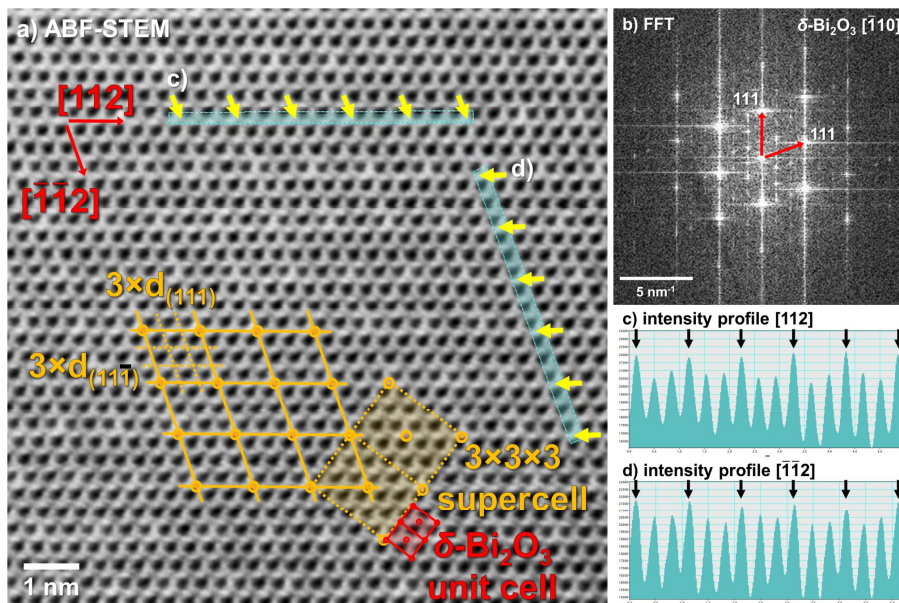 a) ABF-STEM
c)
[112]
[1̄1̄2]
d)
3×d(111)
3×d(111̄)
3×3×3
supercell
δ-Bi2O3
unit cell
1 nm
b) FFT
δ-Bi2O3 [1̄10]
111
111
5 nm-1
c) intensity profile [112]
d) intensity profile [1̄1̄2]